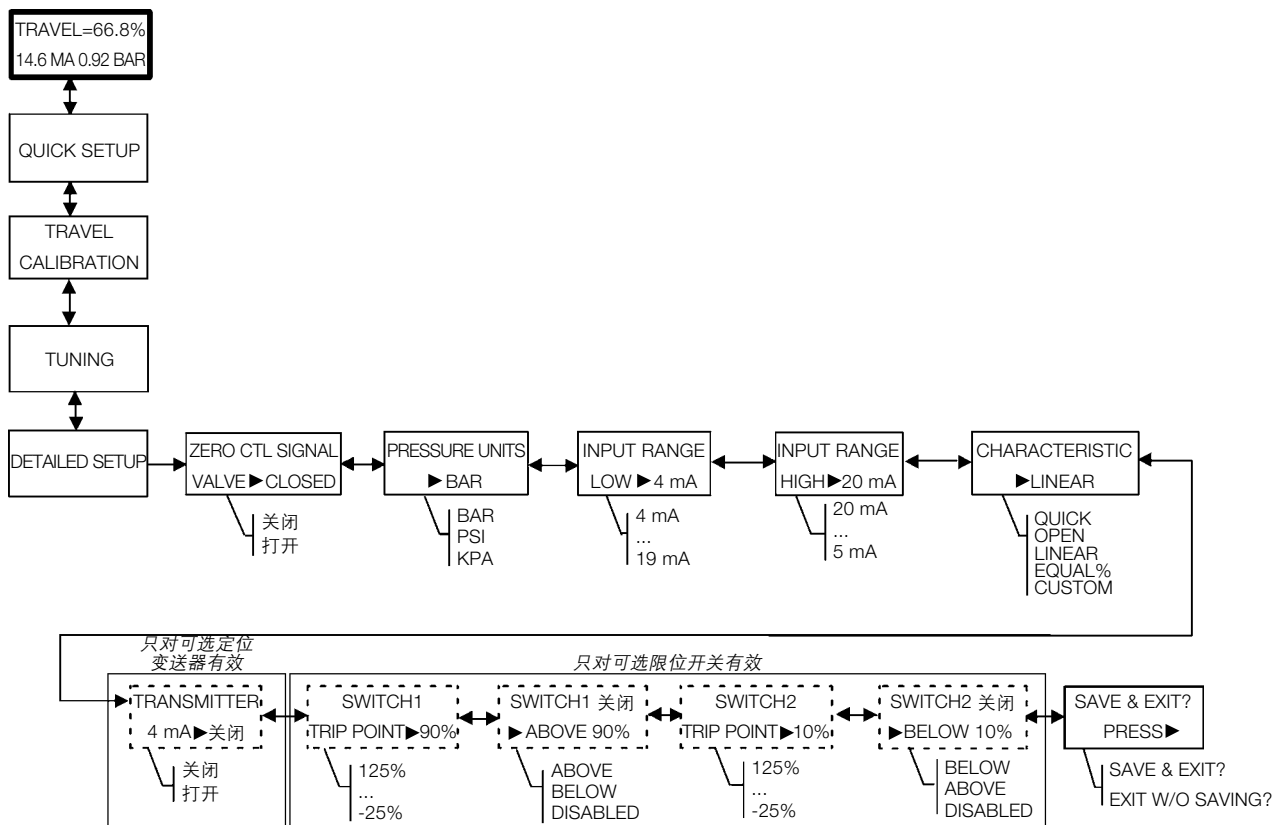 TRAVEL=66.8%
14.6 MA 0.92 BAR
QUICK SETUP
TRAVEL
CALIBRATION
TUNING
DETAILED SETUP
ZERO CTL SIGNAL
VALVE▶CLOSED
关闭
打开
PRESSURE UNITS
▶BAR
BAR
PSI
KPA
INPUT RANGE
LOW▶4 mA
4 mA
...
19 mA
INPUT RANGE
HIGH▶20 mA
20 mA
...
5 mA
CHARACTERISTIC
▶LINEAR
QUICK
OPEN
LINEAR
EQUAL%
CUSTOM
只对可选定位
变送器有效
TRANSMITTER
4 mA▶关闭
关闭
打开
只对可选限位开关有效
SWITCH1
TRIP POINT▶90%
125%
...
-25%
SWITCH1 关闭
▶ABOVE 90%
ABOVE
BELOW
DISABLED
SWITCH2
TRIP POINT▶10%
125%
...
-25%
SWITCH2 关闭
▶BELOW 10%
BELOW
ABOVE
DISABLED
SAVE & EXIT?
PRESS▶
SAVE & EXIT?
EXIT W/O SAVING?